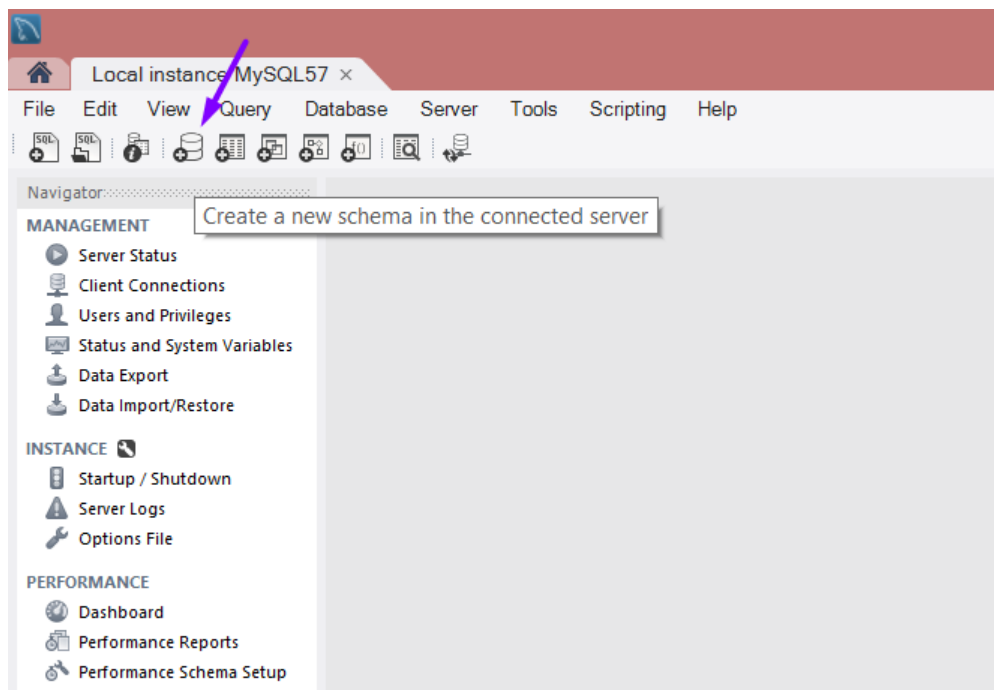 Local instance MySQL57 ×
File Edit View Query Database Server Tools Scripting Help
SQL SQL
Navigator
Create a new schema in the connected server
MANAGEMENT
Server Status
Client Connections
Users and Privileges
Status and System Variables
Data Export
Data Import/Restore
INSTANCE
Startup / Shutdown
Server Logs
Options File
PERFORMANCE
Dashboard
Performance Reports
Performance Schema Setup